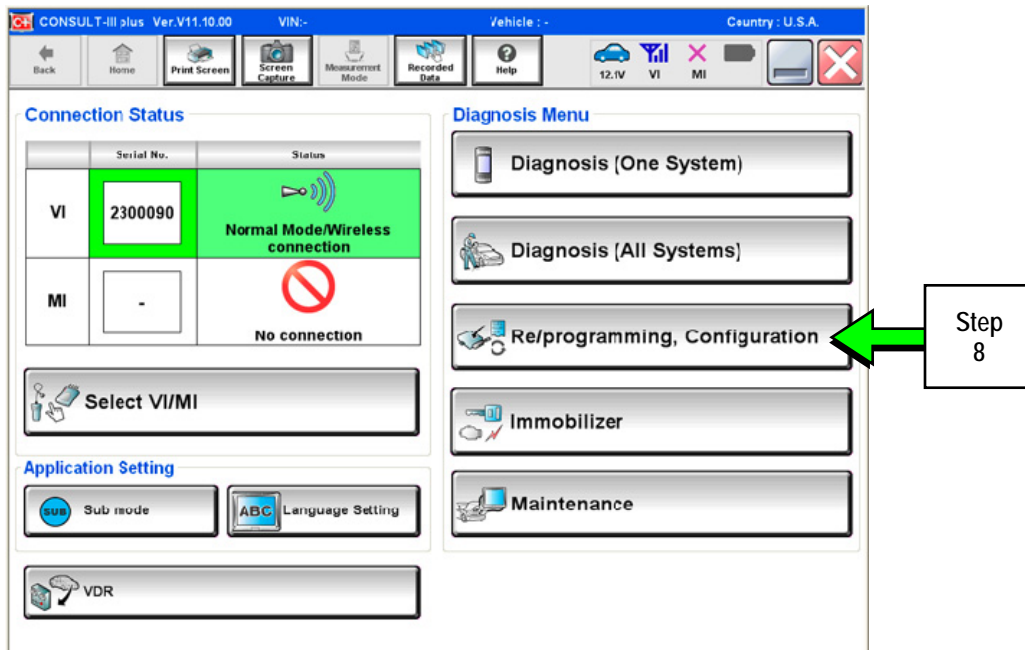 CONSULT-III plus Ver.V11.10.00 VIN:- Vehicle : - Country : U.S.A.
Back
Home
Print Screen
Screen
Capture
Measurement
Mode
Recorded
Data
Help
12.1V
VI
MI
Connection Status
Serial No.
Status
VI
2300090
Normal Mode/Wireless
connection
MI
-
No connection
Select VI/MI
Application Setting
SUB
Sub mode
ABC
Language Setting
VDR
Diagnosis Menu
Diagnosis (One System)
Diagnosis (All Systems)
Re/programming, Configuration
Immobilizer
Maintenance
Step
8